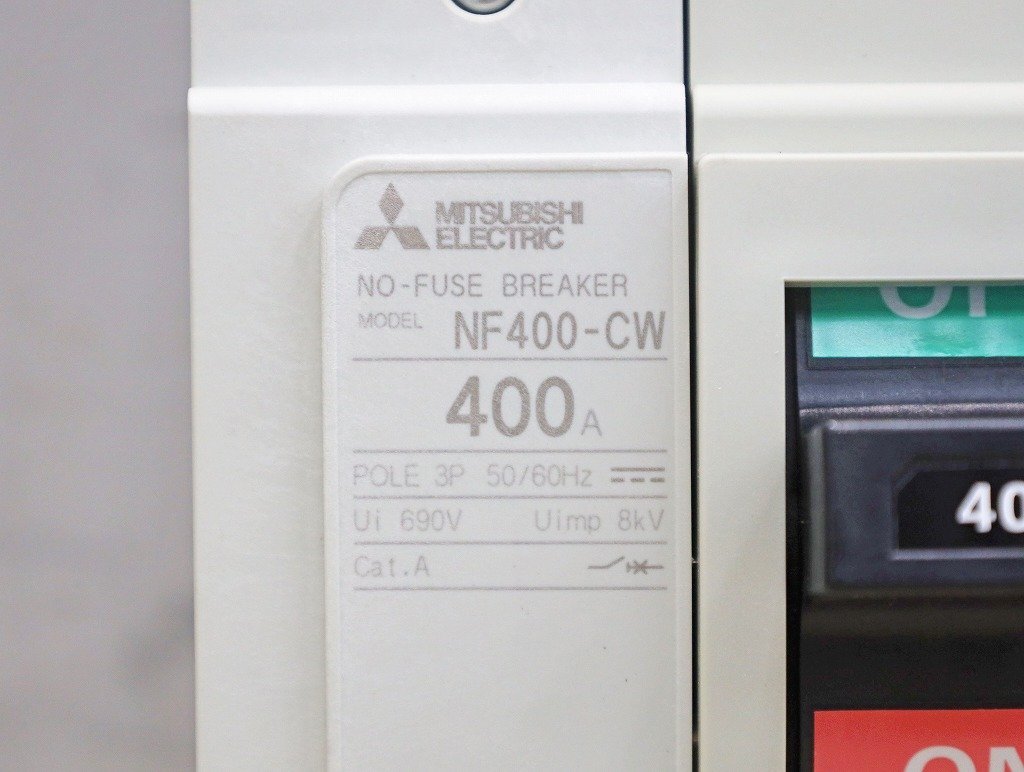 MITSUBISHI
ELECTRIC
NO-FUSE BREAKER
MODEL NF400-CW
400A
POLE 3P 50/60Hz
Ui 690V Uimp 8kV
Cat.A
40
ON